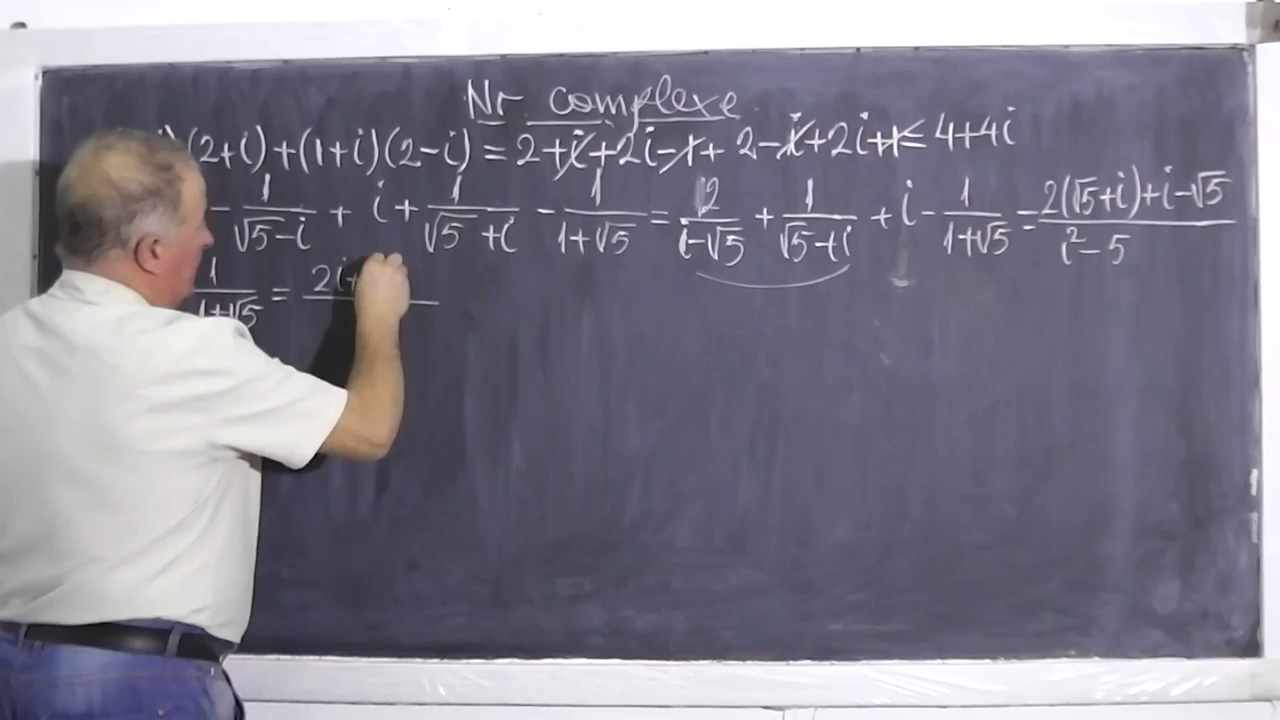 Nr complexe
(2+i)+(1+i)(2-i)=2+i+2i-1+2-i+2i+1=4+4i
-1/(√5-i)+i+1/(√5+i)-1/(1+√5)=2/(i-√5)+1/(√5+i)+i-1/(1+√5)=(2(√5+i)+i-√5)/(i²-5)
1/(1+√5)=2i+